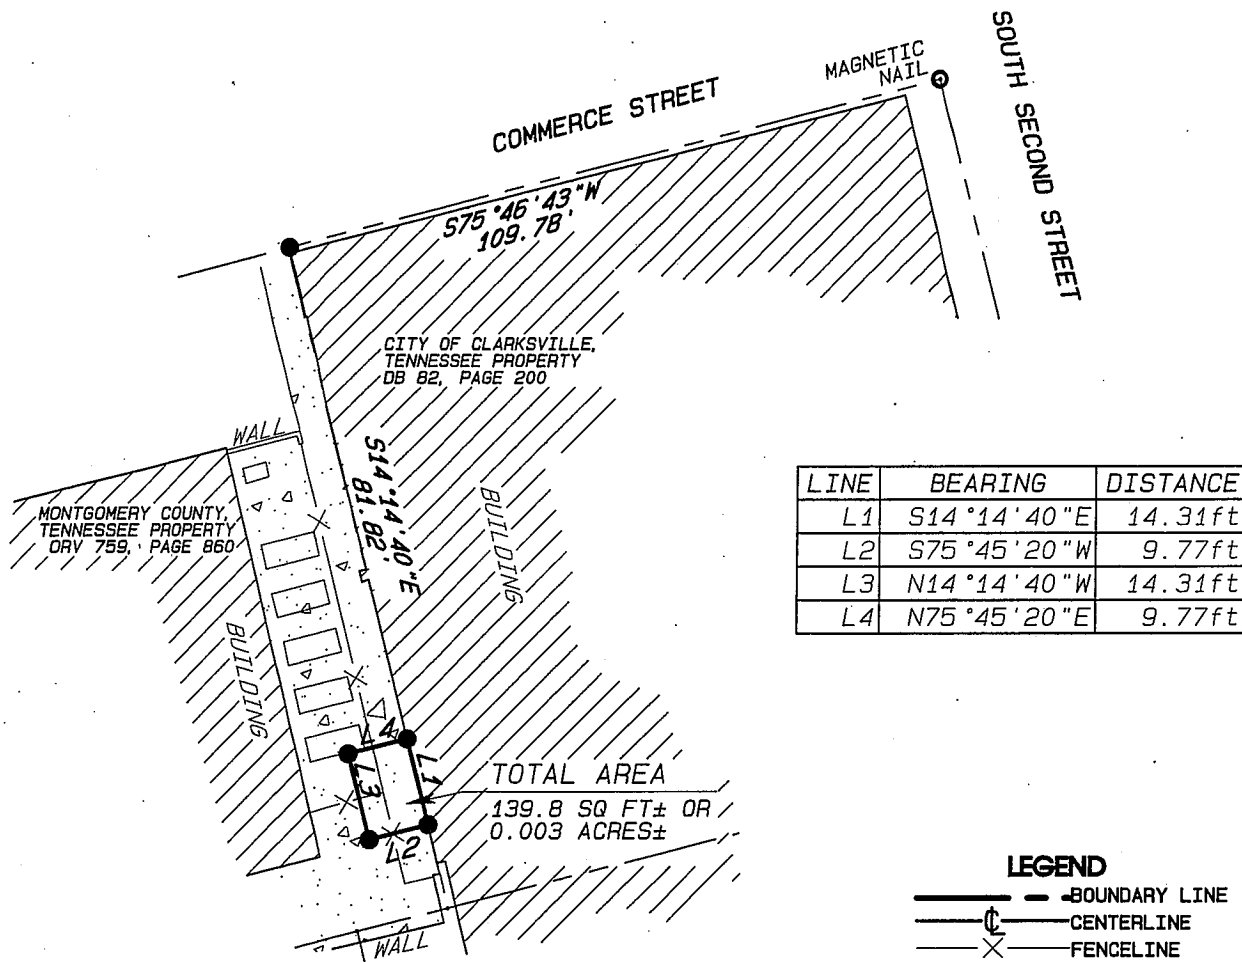 MAGNETIC
NAIL
SOUTH SECOND STREET
COMMERCE STREET
S75°46'43"W
109.78'
CITY OF CLARKSVILLE,
TENNESSEE PROPERTY
DB 82, PAGE 200
WALL
S14°14'40"E
81.82'
BUILDING
MONTGOMERY COUNTY,
TENNESSEE PROPERTY
ORV 759, PAGE 860
BUILDING
LINE BEARING DISTANCE
L1 S14°14'40"E 14.31ft
L2 S75°45'20"W 9.77ft
L3 N14°14'40"W 14.31ft
L4 N75°45'20"E 9.77ft
L4
L1
L3
L2
TOTAL AREA
139.8 SQ FT± OR
0.003 ACRES±
WALL
LEGEND
BOUNDARY LINE
CENTERLINE
FENCELINE